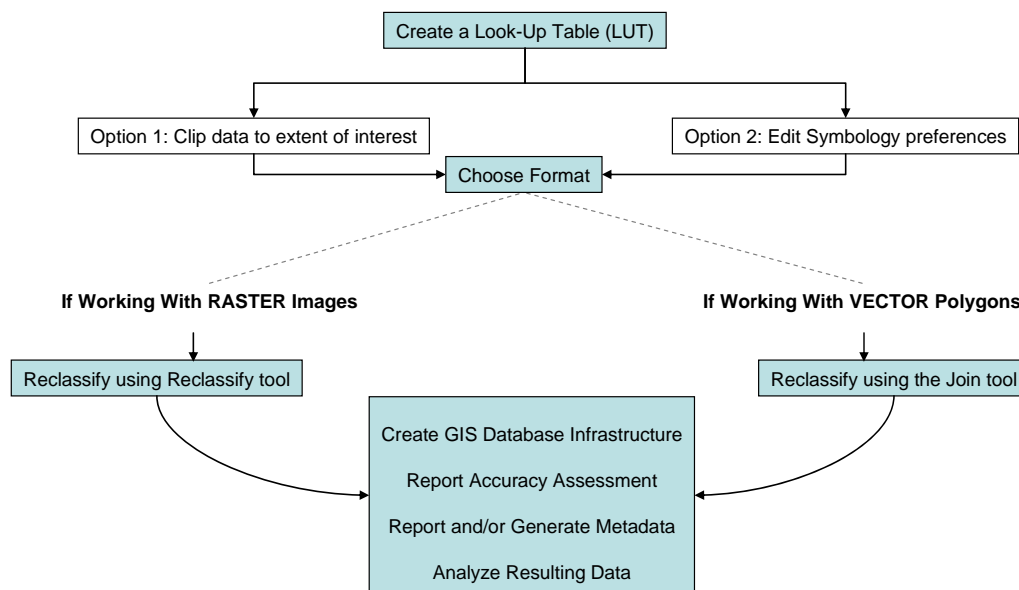 Create a Look-Up Table (LUT)
Option 1: Clip data to extent of interest
Option 2: Edit Symbology preferences
Choose Format
If Working With RASTER Images
If Working With VECTOR Polygons
Reclassify using Reclassify tool
Reclassify using the Join tool
Create GIS Database Infrastructure
Report Accuracy Assessment
Report and/or Generate Metadata
Analyze Resulting Data